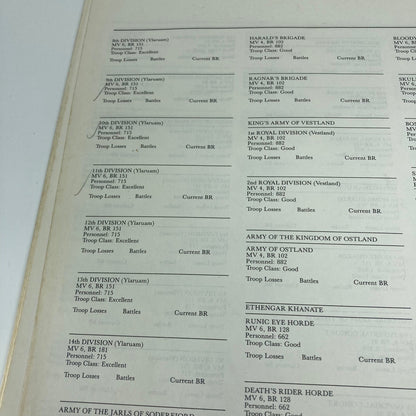 8th DIVISION (Ylaruam)
MV 6, BR 151
Personnel: 715
Troop Class: Excellent
Troop Losses Battles Current BR
9th DIVISION (Ylaruam)
MV 6, BR 151
Personnel: 715
Troop Class: Excellent
Troop Losses Battles Current BR
10th DIVISION (Ylaruam)
MV 6, BR 151
Personnel: 715
Troop Class: Excellent
Troop Losses Battles Current BR
11th DIVISION (Ylaruam)
MV 6, BR 151
Personnel: 715
Troop Class: Excellent
Troop Losses Battles Current BR
12th DIVISION (Ylaruam)
MV 6, BR 151
Personnel: 715
Troop Class: Excellent
Troop Losses Battles Current BR
13th DIVISION (Ylaruam)
MV 6, BR 151
Personnel: 715
Troop Class: Excellent
Troop Losses Battles Current BR
14th DIVISION (Ylaruam)
MV 6, BR 181
Personnel: 715
Troop Class: Excellent
Troop Losses Battles Current BR
ARMY OF THE JARLS OF SODERFJORD
HARALD'S BRIGADE
MV 4, BR 102
Personnel: 882
Troop Class: Good
Troop Losses Battles Current BR
RAGNAR'S BRIGADE
MV 4, BR 102
Personnel: 882
Troop Class: Good
Troop Losses Battles Current BR
KING'S ARMY OF VESTLAND
1st ROYAL DIVISION (Vestland)
MV 4, BR 102
Personnel: 882
Troop Class: Good
Troop Losses Battles Current BR
2nd ROYAL DIVISION (Vestland)
MV 4, BR 102
Personnel: 882
Troop Class: Good
Troop Losses Battles Current BR
ARMY OF THE KINGDOM OF OSTLAND
ARMY OF OSTLAND
MV 4, BR 102
Personnel: 882
Troop Class: Good
Troop Losses Battles Current BR
ETHENGAR KHANATE
RUNIC EYE HORDE
MV 6, BR 128
Personnel: 662
Troop Class: Good
Troop Losses Battles Current BR
DEATH'S RIDER HORDE
MV 6, BR 128
Personnel: 662
Troop Class: Good
BLOODY
MV
Perso
Troop
Troop
SKUL
MV
Troop